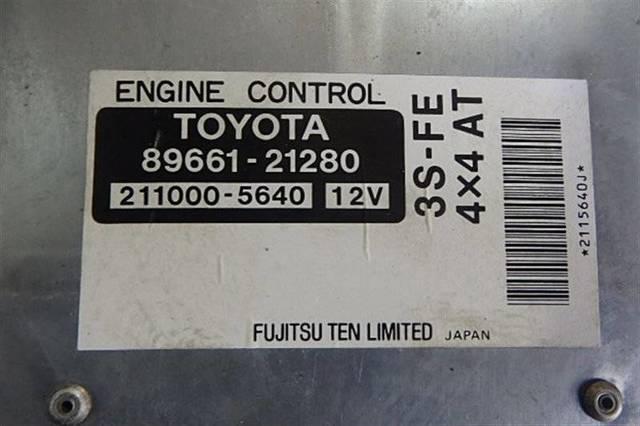 ENGINE CONTROL
TOYOTA
89661-21280
211000-5640 12V
3S-FE
4×4 AT
*2115640J*
FUJITSU TEN LIMITED JAPAN